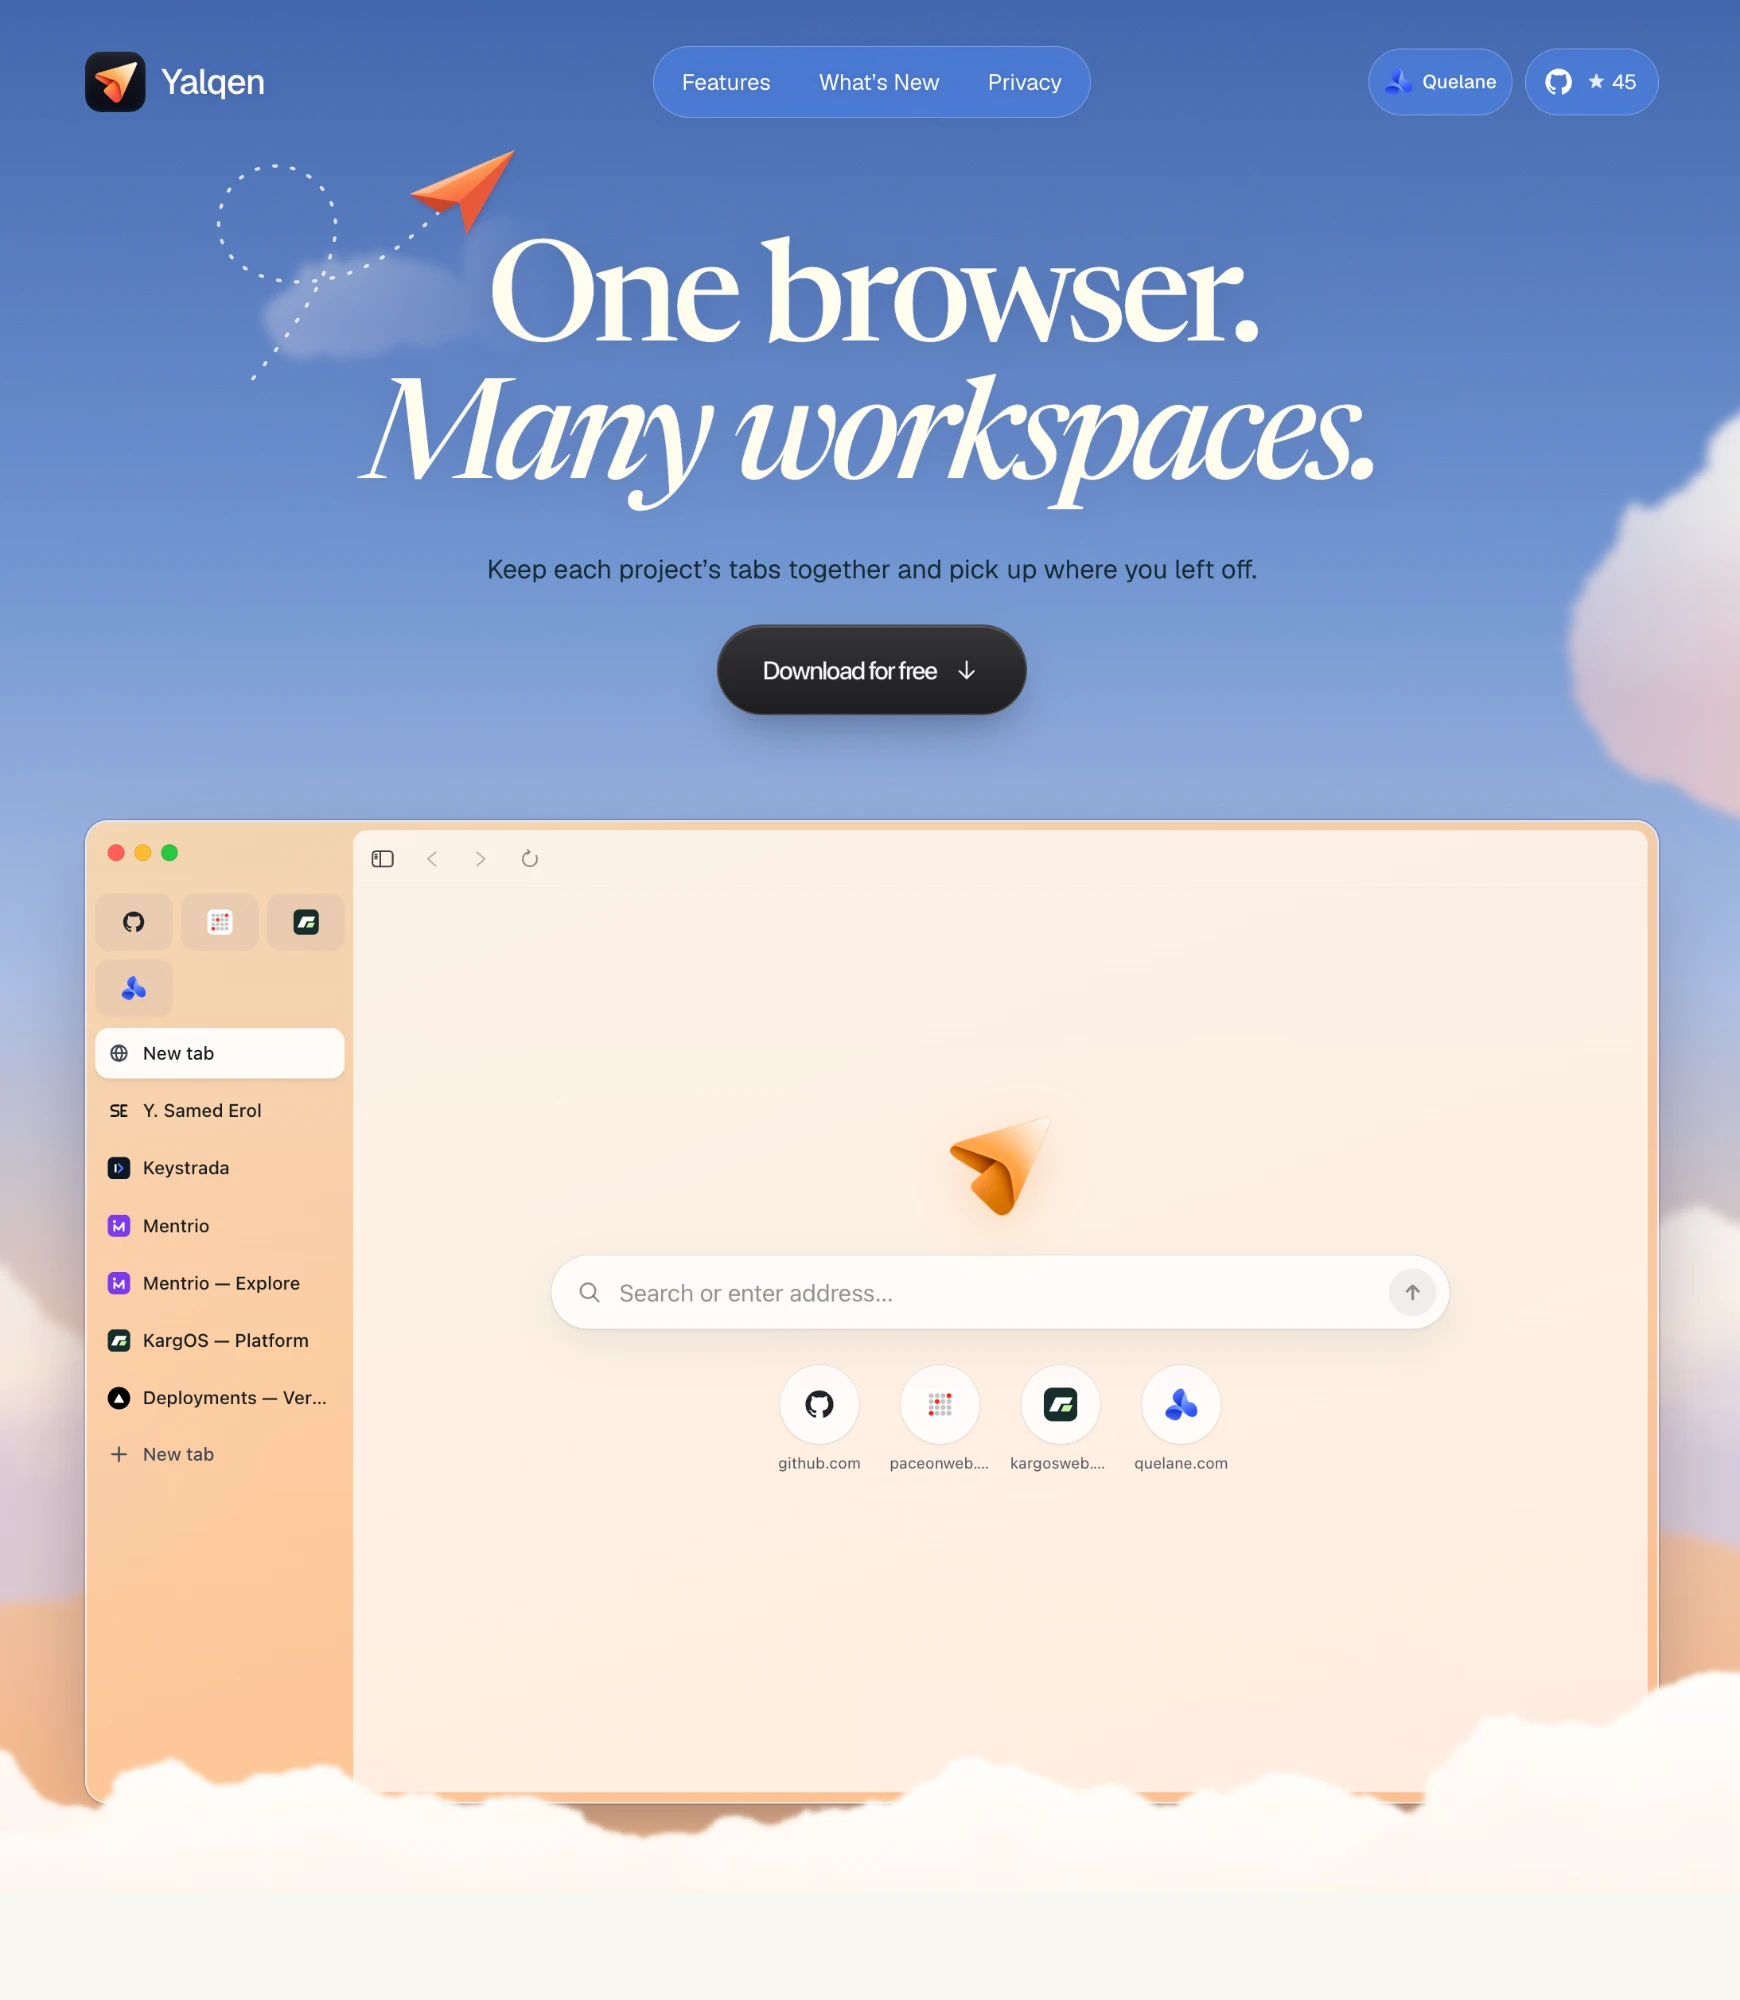 Yalqen
Features
What’s New
Privacy
Quelane
★ 45
One browser.
Many workspaces.
Keep each project’s tabs together and pick up where you left off.
Download for free
New tab
SE Y. Samed Erol
Keystrada
Mentrio
Mentrio — Explore
KargOS — Platform
Deployments — Ver...
New tab
Search or enter address...
github.com
paceonweb....
kargosweb....
quelane.com